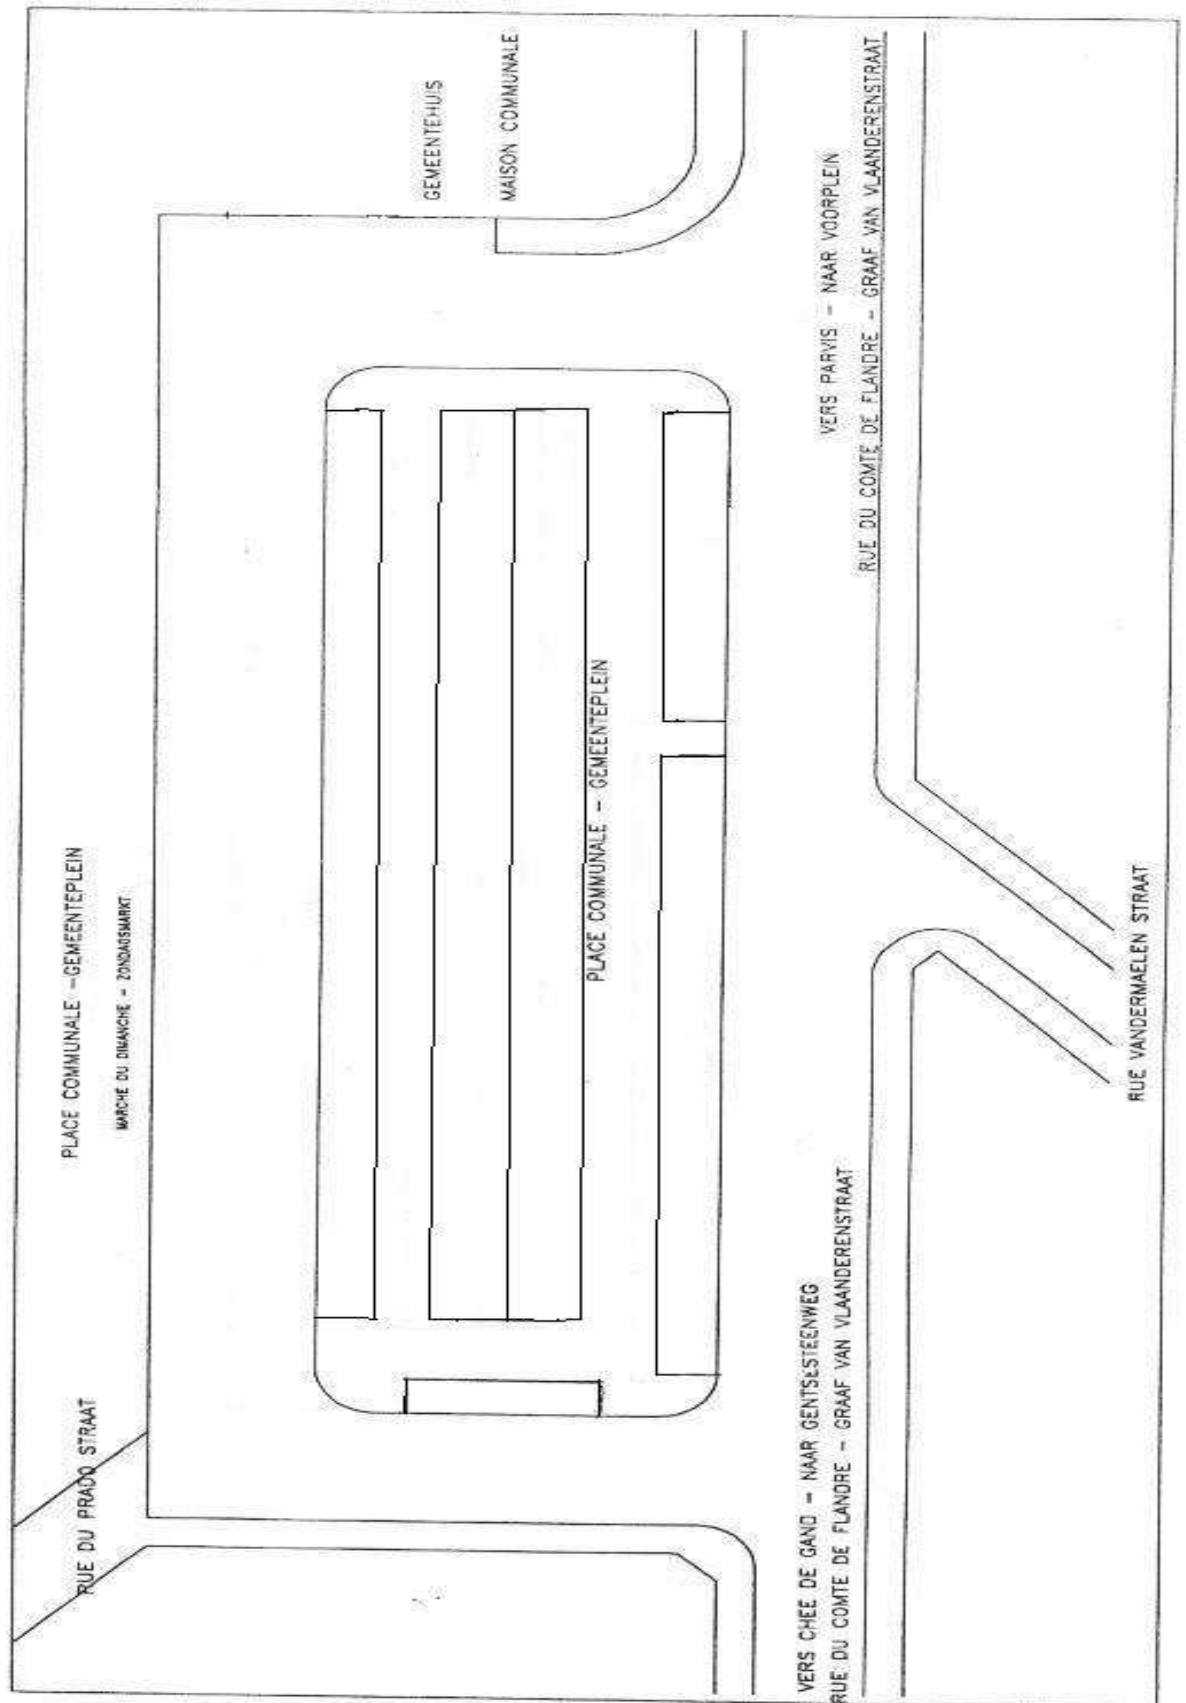 PLACE COMMUNALE -GEMEENTEPLEIN
MARCHE DU DIMANCHE - ZONDAGSMARKT
RUE DU PRADO STRAAT
GEMEENTEHUIS
MAISON COMMUNALE
PLACE COMMUNALE - GEMEENTEPLEIN
VERS PARVIS - NAAR VOORPLEIN
RUE DU COMTE DE FLANDRE - GRAAF VAN VLAANDERENSTRAAT
VERS CHEE DE GAND - NAAR GENTSESTEENWEG
RUE DU COMTE DE FLANDRE - GRAAF VAN VLAANDERENSTRAAT
RUE VANDERMAELEN STRAAT